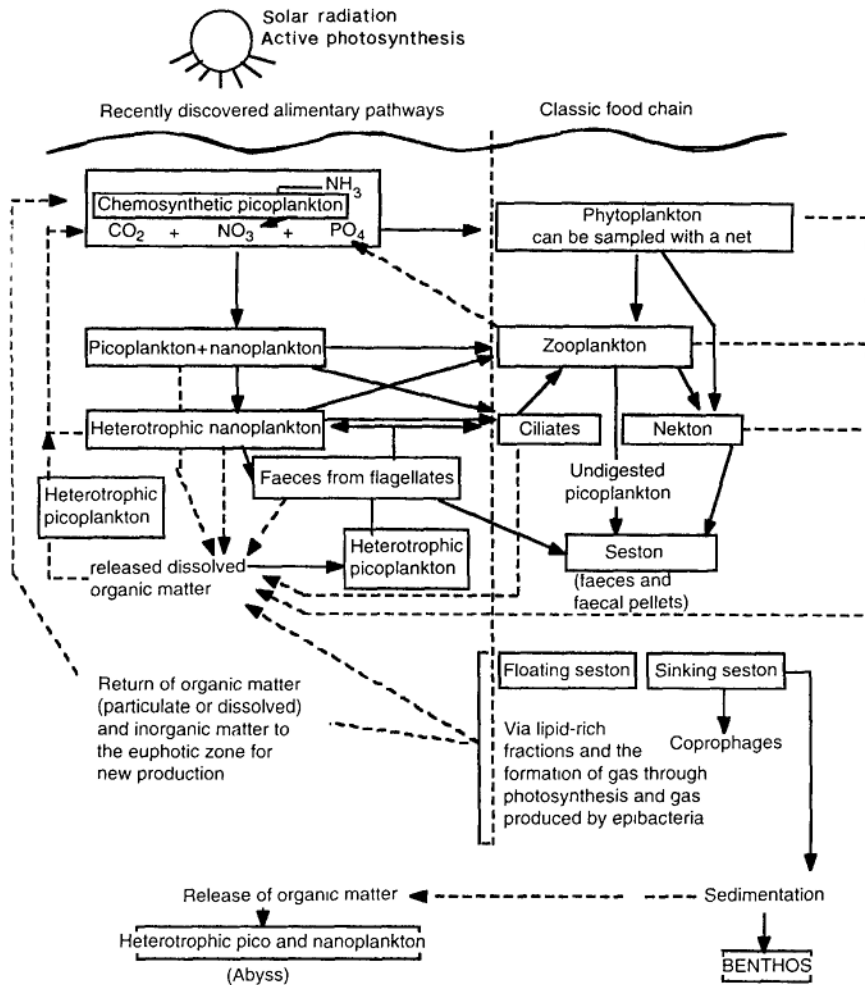 Solar radiation
Active photosynthesis
Recently discovered alimentary pathways
Classic food chain
NH3
Chemosynthetic picoplankton
CO2 + NO3 + PO4
Phytoplankton
can be sampled with a net
Picoplankton+nanoplankton
Zooplankton
Heterotrophic nanoplankton
Ciliates
Nekton
Faeces from flagellates
Undigested
picoplankton
Heterotrophic
picoplankton
Heterotrophic
picoplankton
Seston
(faeces and
faecal pellets)
released dissolved
organic matter
Floating seston
Sinking seston
Return of organic matter
(particulate or dissolved)
and inorganic matter to
the euphotic zone for
new production
Via lipid-rich
fractions and the
formation of gas through
photosynthesis and gas
produced by epibacteria
Coprophages
Release of organic matter
Sedimentation
Heterotrophic pico and nanoplankton
(Abyss)
BENTHOS